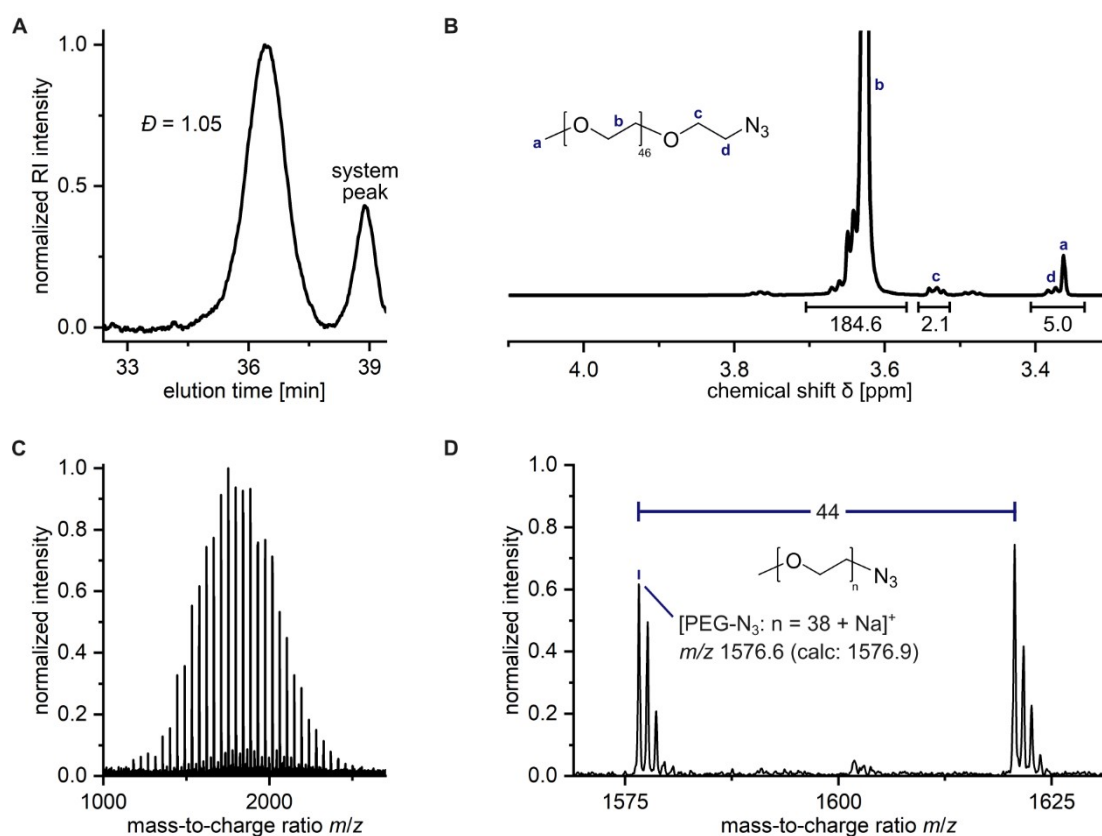 A
normalized RI intensity
1.0
0.5
0.0
Đ = 1.05
system
peak
33
36
39
elution time [min]
B
a
O
b
46
O
c
d
N3
b
c
d
a
184.6
2.1
5.0
4.0
3.8
3.6
3.4
chemical shift δ [ppm]
C
normalized intensity
1.0
0.8
0.6
0.4
0.2
0.0
1000
2000
mass-to-charge ratio m/z
D
normalized intensity
1.0
0.8
0.6
0.4
0.2
0.0
44
O
n
N3
[PEG-N3: n = 38 + Na]+
m/z 1576.6 (calc: 1576.9)
1575
1600
1625
mass-to-charge ratio m/z